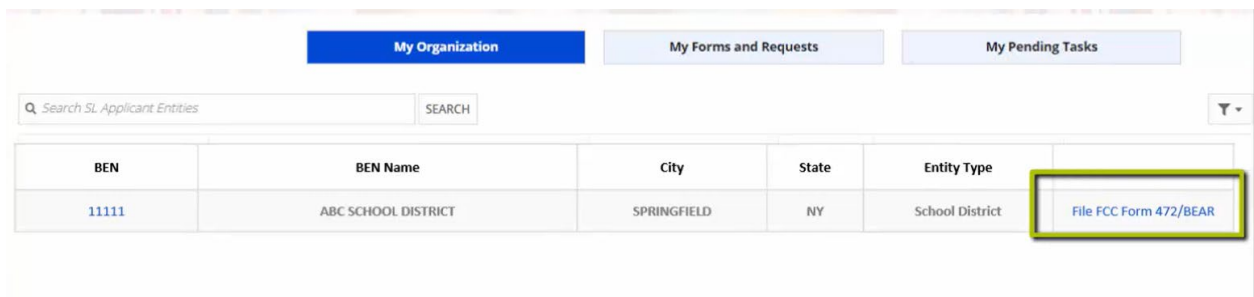 My Organization My Forms and Requests My Pending Tasks
Search SL Applicant Entities SEARCH
BEN BEN Name City State Entity Type
11111 ABC SCHOOL DISTRICT SPRINGFIELD NY School District File FCC Form 472/BEAR